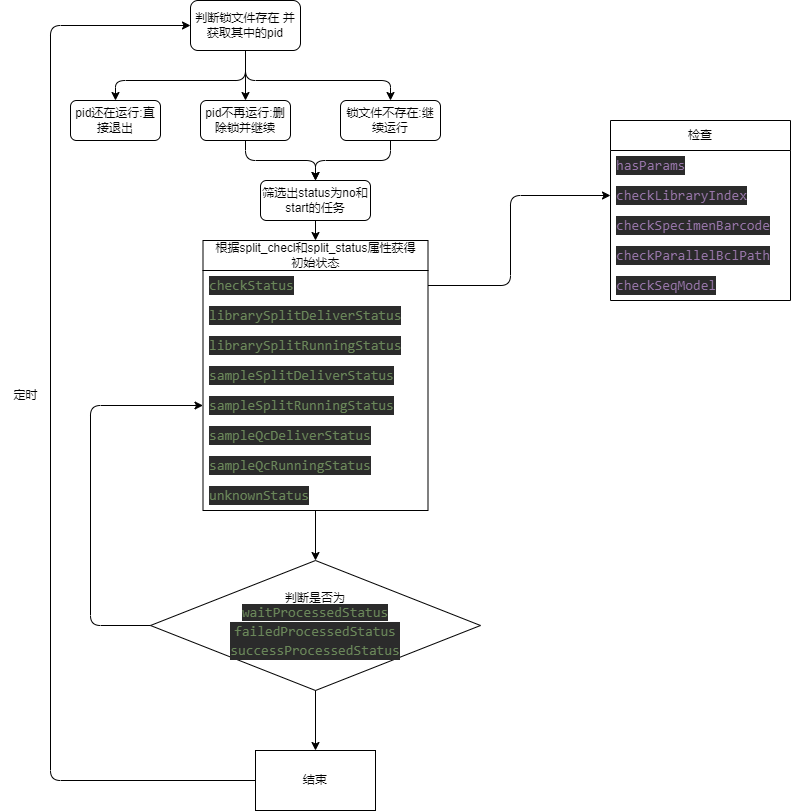 判断锁文件存在 并
获取其中的pid
pid还在运行:直
接退出
pid不再运行:删
除锁并继续
锁文件不存在:继
续运行
筛选出status为no和
start的任务
根据split_checl和split_status属性获得
初始状态
checkStatus
librarySplitDeliverStatus
librarySplitRunningStatus
sampleSplitDeliverStatus
sampleSplitRunningStatus
sampleQcDeliverStatus
sampleQcRunningStatus
unknownStatus
检查
hasParams
checkLibraryIndex
checkSpecimenBarcode
checkParallelBclPath
checkSeqModel
定时
判断是否为
waitProcessedStatus
failedProcessedStatus
successProcessedStatus
结束